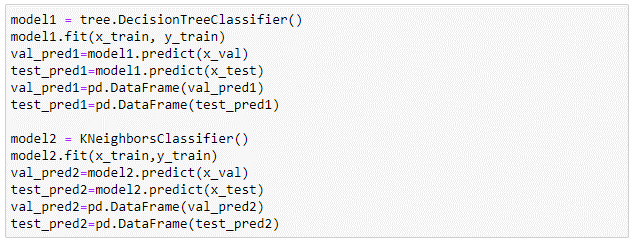 model1 = tree.DecisionTreeClassifier()
model1.fit(x_train, y_train)
val_pred1=model1.predict(x_val)
test_pred1=model1.predict(x_test)
val_pred1=pd.DataFrame(val_pred1)
test_pred1=pd.DataFrame(test_pred1)

model2 = KNeighborsClassifier()
model2.fit(x_train,y_train)
val_pred2=model2.predict(x_val)
test_pred2=model2.predict(x_test)
val_pred2=pd.DataFrame(val_pred2)
test_pred2=pd.DataFrame(test_pred2)